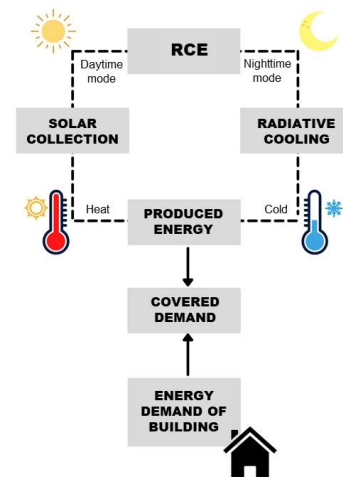 RCE
Daytime
mode
Nighttime
mode
SOLAR
COLLECTION
RADIATIVE
COOLING
Heat
PRODUCED
ENERGY
Cold
COVERED
DEMAND
ENERGY
DEMAND OF
BUILDING